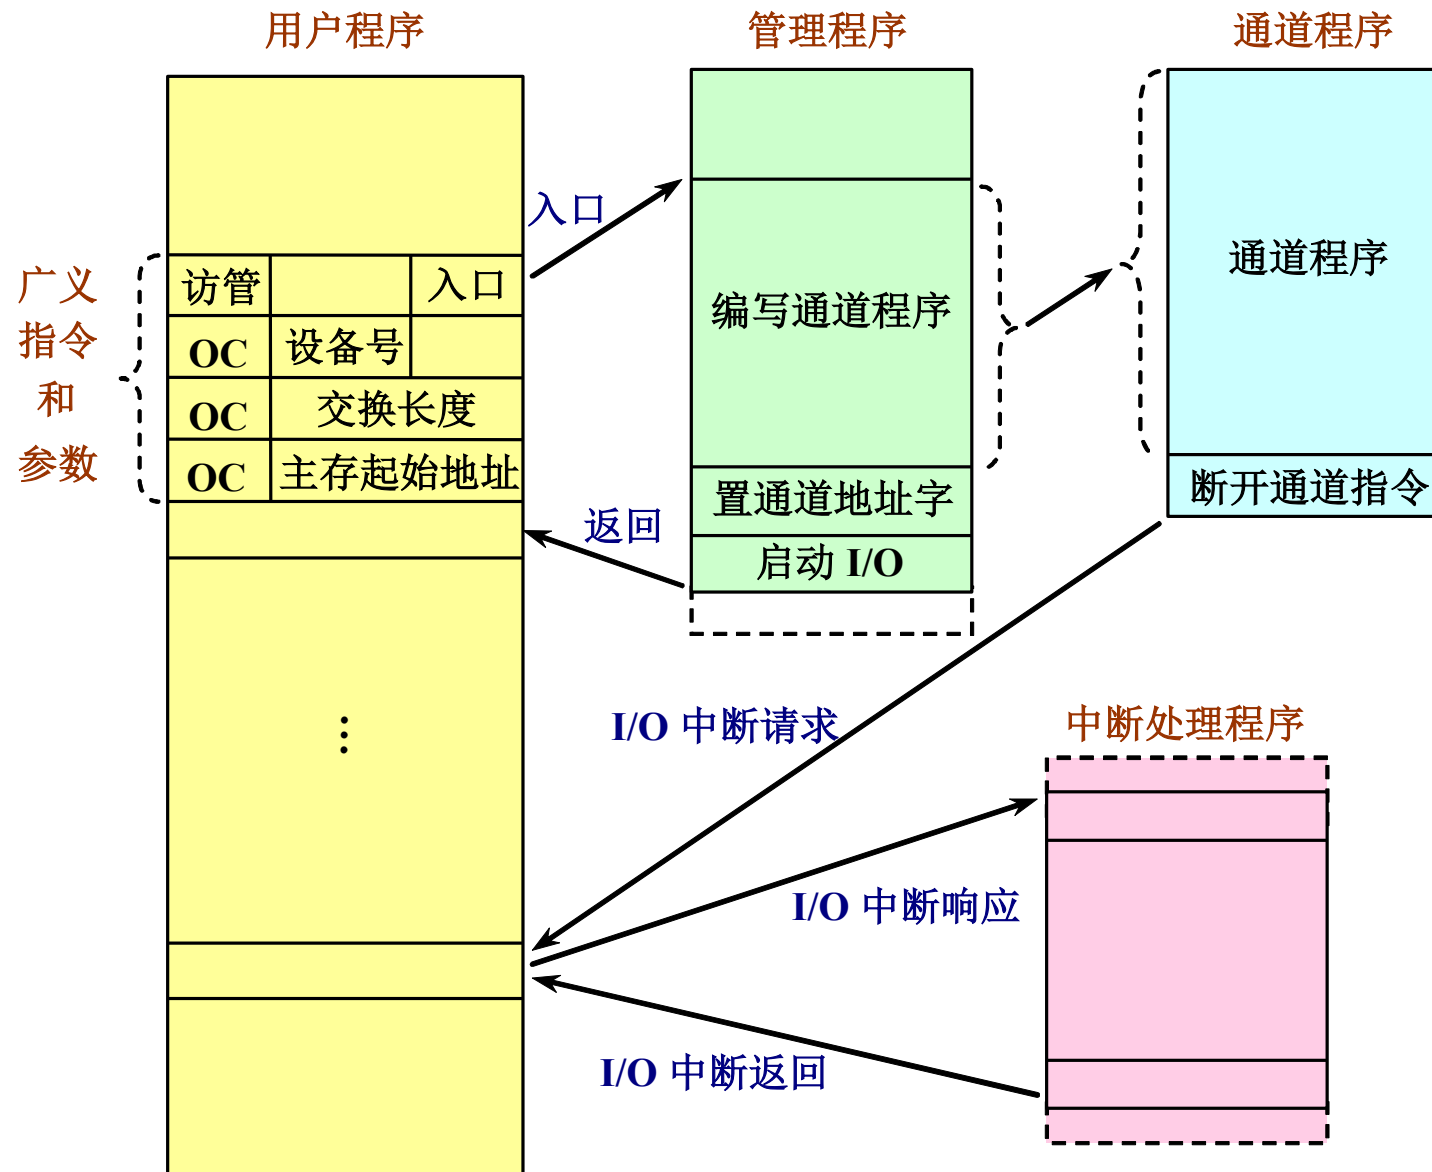 用户程序
管理程序
通道程序
入口
广义
指令
和
参数
访管
入口
OC
设备号
OC
交换长度
OC
主存起始地址
编写通道程序
置通道地址字
启动 I/O
返回
通道程序
断开通道指令
I/O 中断请求
中断处理程序
I/O 中断响应
I/O 中断返回